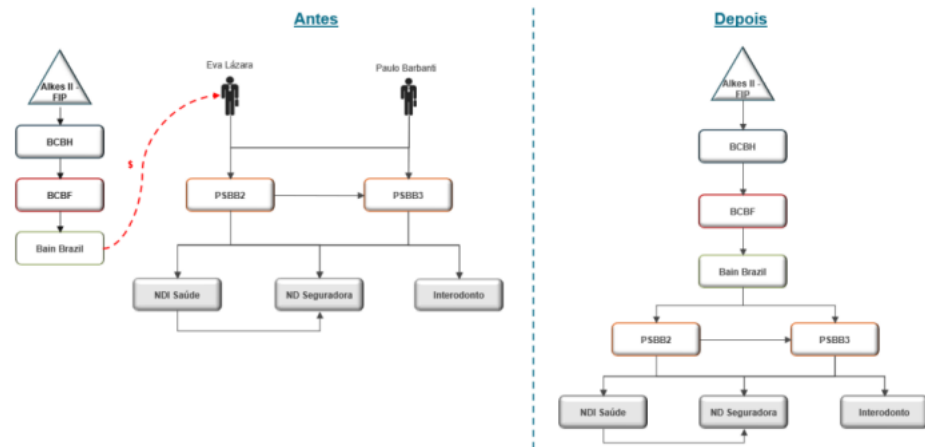 Antes
Alkes II -
FIP
BCBH
BCBF
Bain Brazil
$
Eva Lázara
Paulo Barbanti
PSBB2
PSBB3
NDI Saúde
ND Seguradora
Interodonto
Depois
Alkes II -
FIP
BCBH
BCBF
Bain Brazil
PSBB2
PSBB3
NDI Saúde
ND Seguradora
Interodonto